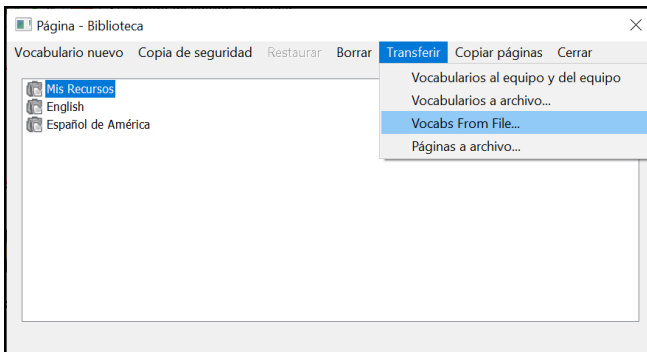 Página - Biblioteca
Vocabulario nuevo Copia de seguridad Restaurar Borrar Transferir Copiar páginas Cerrar
Vocabularios al equipo y del equipo
Vocabularios a archivo...
Vocabs From File...
Páginas a archivo...
Mis Recursos
English
Español de América